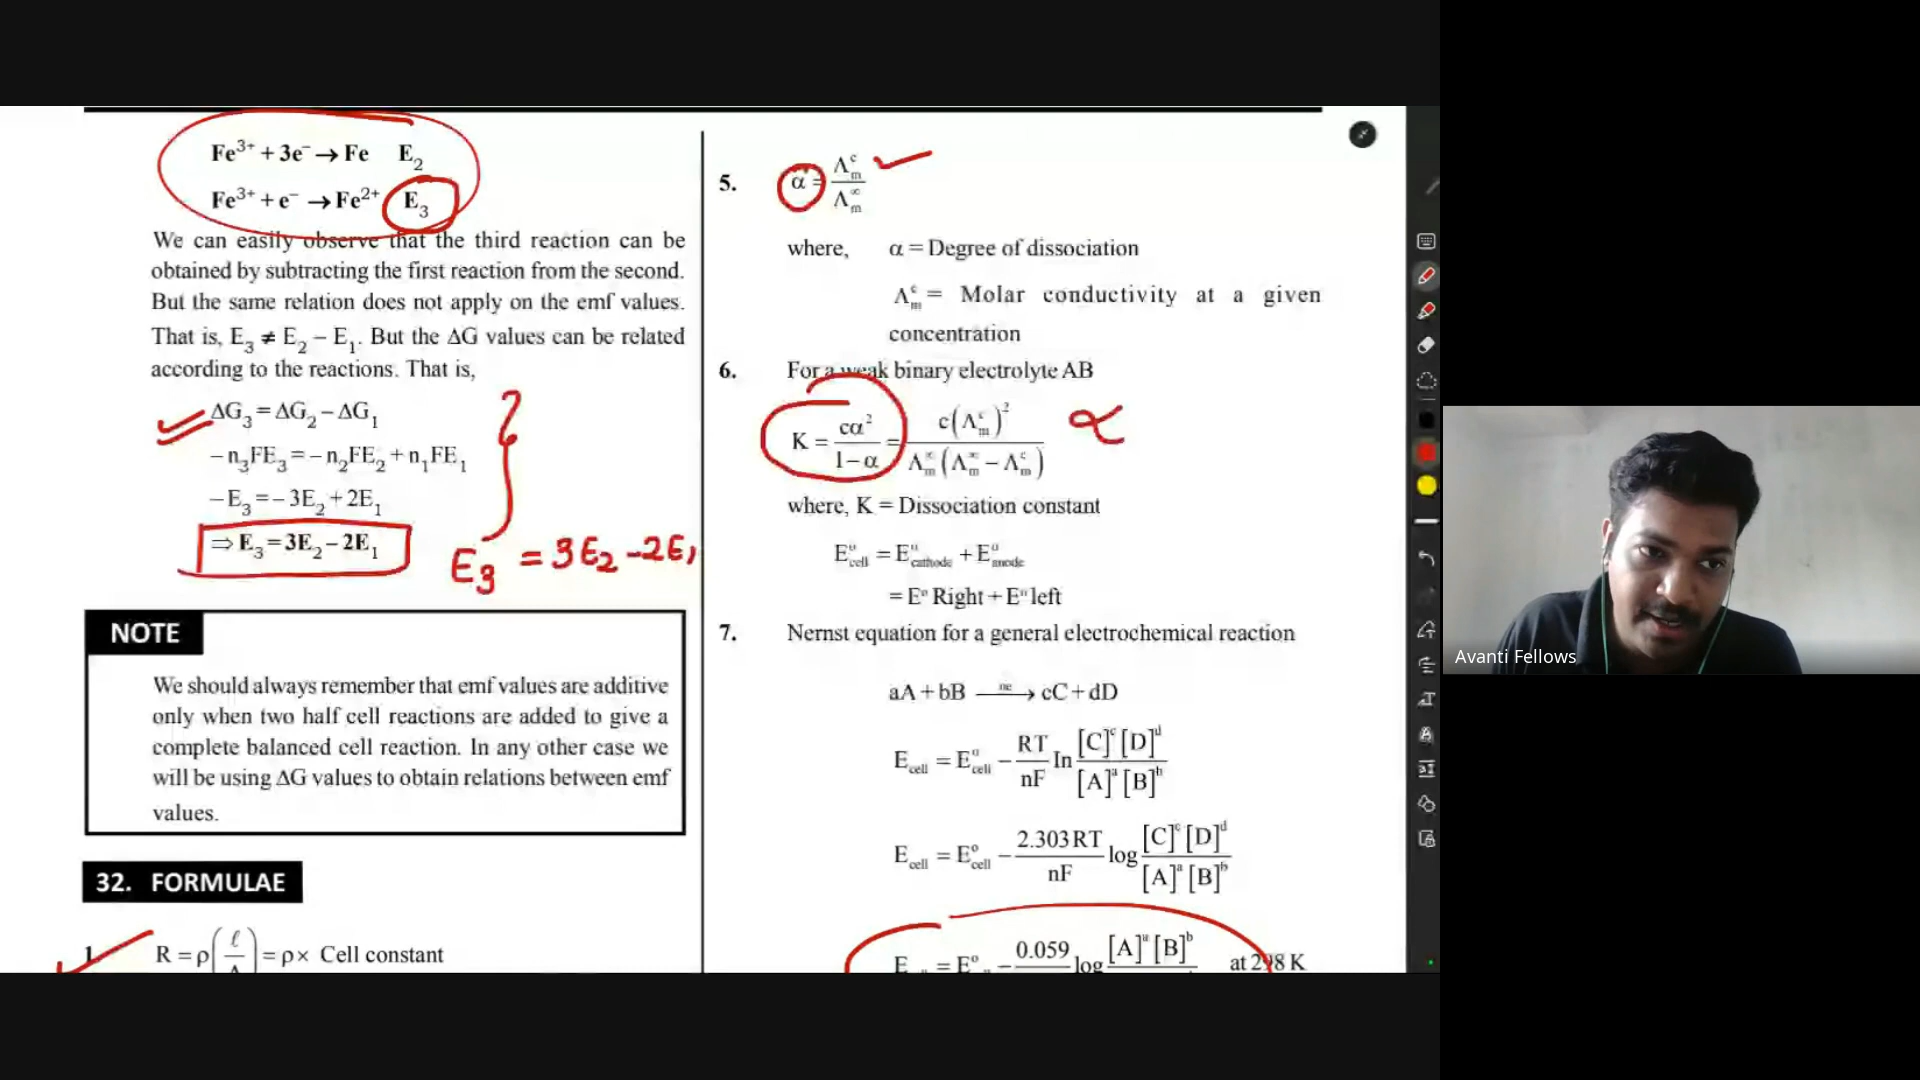 Fe³⁺ + 3e⁻ → Fe E₂
Fe³⁺ + e⁻ → Fe²⁺ E₃
We can easily observe that the third reaction can be
obtained by subtracting the first reaction from the second.
But the same relation does not apply on the emf values.
That is, E₃ ≠ E₂ – E₁. But the ΔG values can be related
according to the reactions. That is,
ΔG₃ = ΔG₂ – ΔG₁
– n₃FE₃ = – n₂FE₂ + n₁FE₁
– E₃ = – 3E₂ + 2E₁
⇒ E₃ = 3E₂ – 2E₁
E₃ = 3E₂ - 2E₁
NOTE
We should always remember that emf values are additive
only when two half cell reactions are added to give a
complete balanced cell reaction. In any other case we
will be using ΔG values to obtain relations between emf
values.
32. FORMULAE
1. R = ρ(ℓ/A) = ρ× Cell constant
5. α = Λᶜₘ / Λ∞ₘ
where, α = Degree of dissociation
Λᶜₘ = Molar conductivity at a given
concentration
6. For a weak binary electrolyte AB
K = cα² / 1 – α = c(Λᶜₘ)² / Λ∞ₘ(Λ∞ₘ – Λᶜₘ) α
where, K = Dissociation constant
E°cell = E°cathode + E°anode
= E° Right + E° left
7. Nernst equation for a general electrochemical reaction
aA + bB —ne→ cC + dD
Ecell = E°cell – RT/nF In [C]ᶜ[D]ᵈ / [A]ᵃ[B]ᵇ
Ecell = E°cell – 2.303 RT/nF log [C]ᶜ[D]ᵈ / [A]ᵃ[B]ᵇ
E = E° – 0.059 log [A]ᵃ[B]ᵇ at 298 K
Avanti Fellows